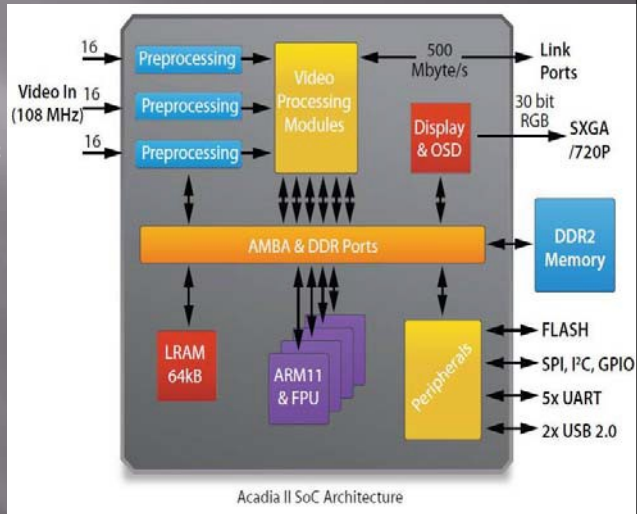 16
Preprocessing
Video In
(108 MHz)
16
Preprocessing
16
Preprocessing
Video
Processing
Modules
500
Mbyte/s
Link
Ports
Display
& OSD
30 bit
RGB
SXGA
/720P
AMBA & DDR Ports
DDR2
Memory
LRAM
64kB
ARM11
& FPU
Peripherals
FLASH
SPI, I²C, GPIO
5x UART
2x USB 2.0
Acadia II SoC Architecture